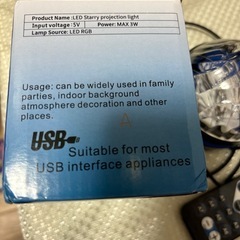 Product Name: LED Starry projection light
Input voltage: 5V Power: MAX 3W
Lamp Source: LED RGB
Usage: can be widely used in family
parties, indoor background
atmosphere decoration and other
places.
USB
Suitable for most
USB interface appliances